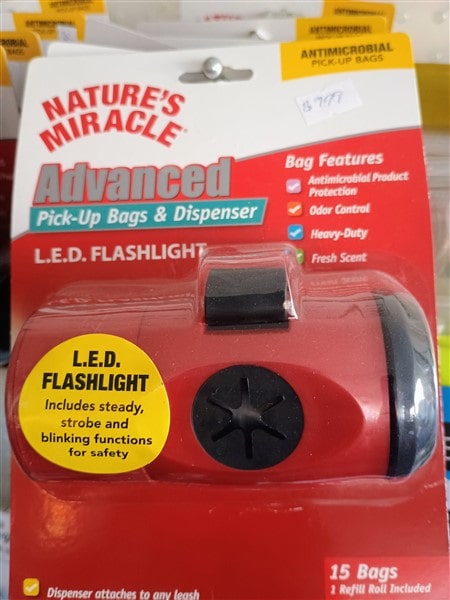 ANTIMICROBIAL
PICK-UP BAGS
$7.99
NATURE'S
MIRACLE
Advanced
Pick-Up Bags & Dispenser
L.E.D. FLASHLIGHT
Bag Features
Antimicrobial Product
Protection
Odor Control
Heavy-Duty
Fresh Scent
L.E.D.
FLASHLIGHT
Includes steady,
strobe and
blinking functions
for safety
15 Bags
1 Refill Roll Included
Dispenser attaches to any leash